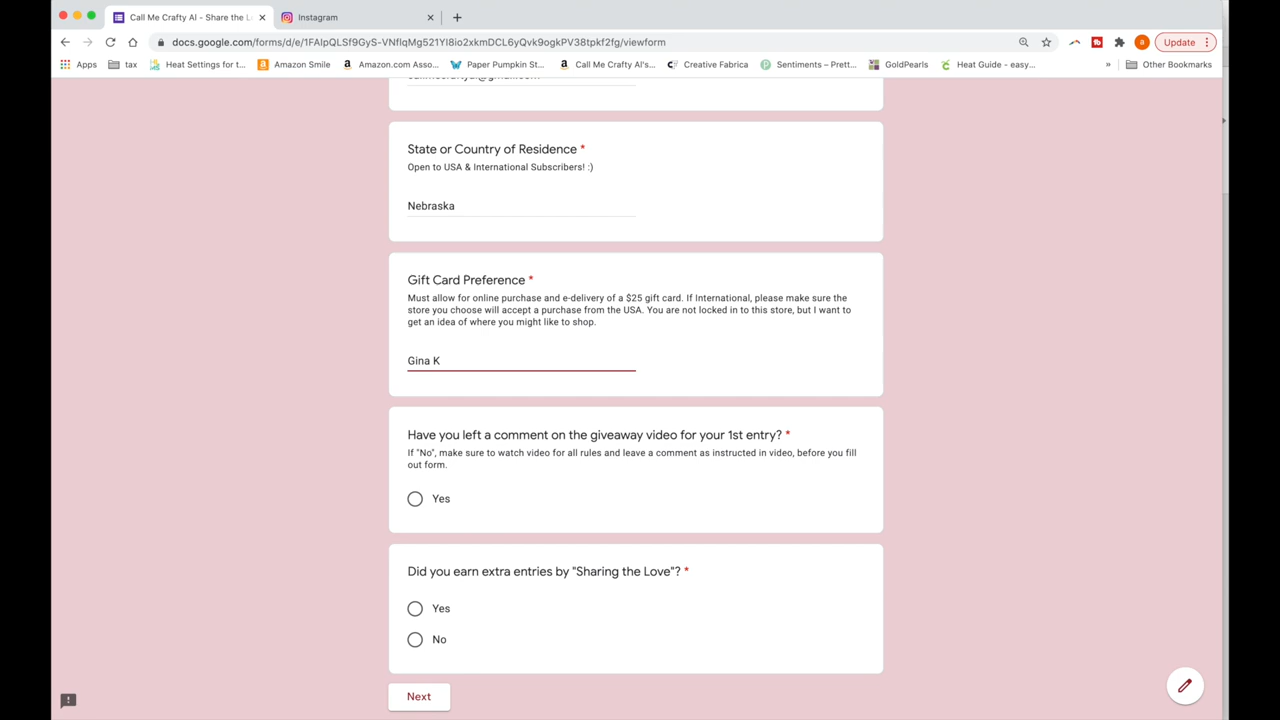 Call Me Crafty Al - Share the L
Instagram
docs.google.com/forms/d/e/1FAIpQLSf9GyS-VNfIqMg521Yl8io2xkmDCL6yQvk9ogkPV38tpkf2fg/viewform
Update
Apps
tax
Heat Settings for t...
Amazon Smile
Amazon.com Asso...
Paper Pumpkin St...
Call Me Crafty Al's...
Creative Fabrica
Sentiments – Prett...
GoldPearls
Heat Guide - easy...
»
Other Bookmarks
State or Country of Residence *
Open to USA & International Subscribers! :)
Nebraska
Gift Card Preference *
Must allow for online purchase and e-delivery of a $25 gift card. If International, please make sure the
store you choose will accept a purchase from the USA. You are not locked in to this store, but I want to
get an idea of where you might like to shop.
Gina K
Have you left a comment on the giveaway video for your 1st entry? *
If "No", make sure to watch video for all rules and leave a comment as instructed in video, before you fill
out form.
Yes
Did you earn extra entries by "Sharing the Love"? *
Yes
No
Next